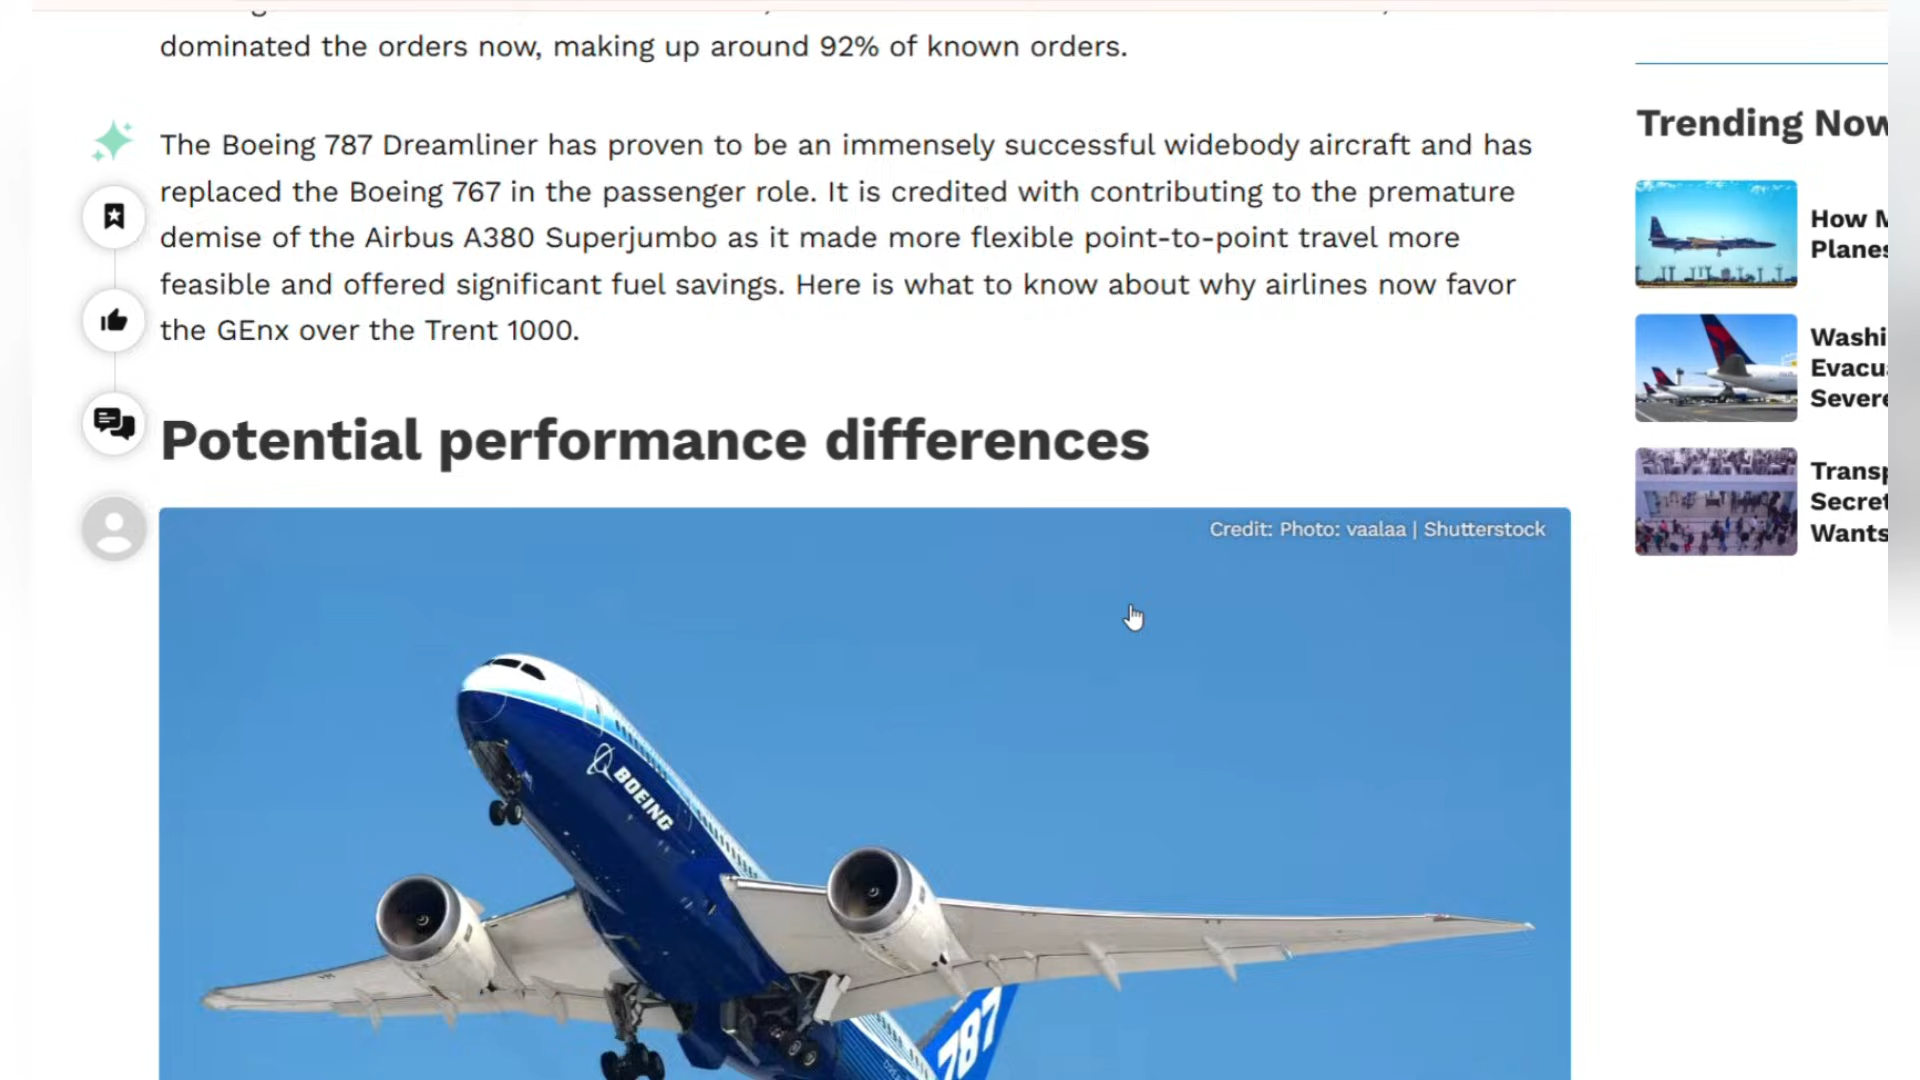 dominated the orders now, making up around 92% of known orders.
The Boeing 787 Dreamliner has proven to be an immensely successful widebody aircraft and has
replaced the Boeing 767 in the passenger role. It is credited with contributing to the premature
demise of the Airbus A380 Superjumbo as it made more flexible point-to-point travel more
feasible and offered significant fuel savings. Here is what to know about why airlines now favor
the GEnx over the Trent 1000.
Potential performance differences
Credit: Photo: vaalaa | Shutterstock
BOEING
787
Trending Now
How M
Planes
Washi
Evacu
Severe
Transp
Secret
Wants